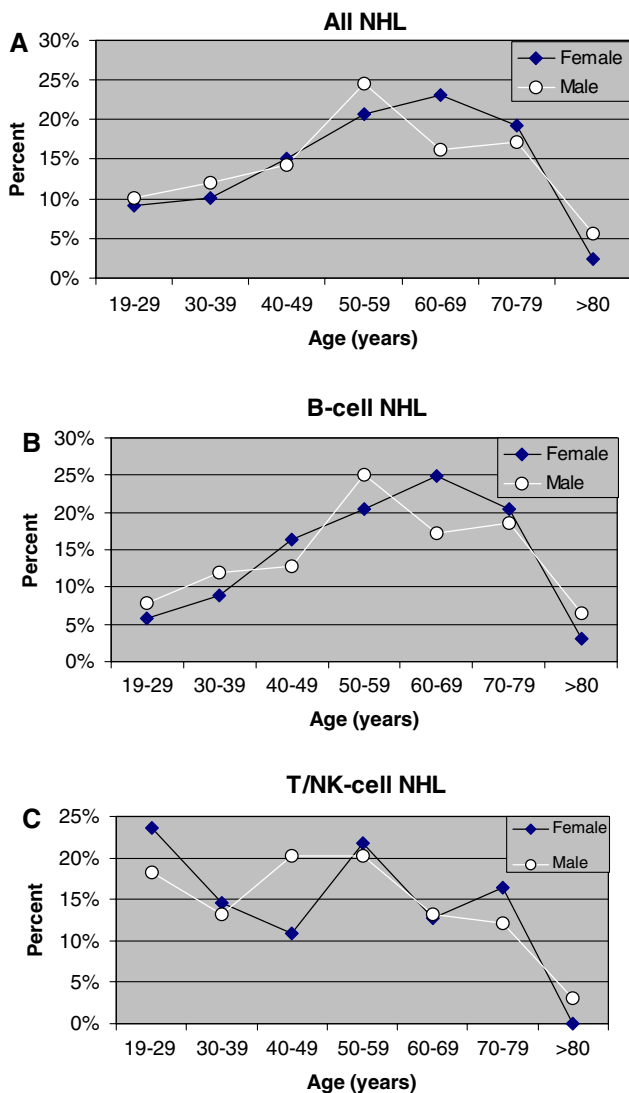 A
All NHL
30%
25%
20%
15%
10%
5%
0%
Percent
Female
Male
19-29 30-39 40-49 50-59 60-69 70-79 >80
Age (years)
B
B-cell NHL
30%
25%
20%
15%
10%
5%
0%
Percent
Female
Male
19-29 30-39 40-49 50-59 60-69 70-79 >80
Age (years)
C
T/NK-cell NHL
25%
20%
15%
10%
5%
0%
Percent
Female
Male
19-29 30-39 40-49 50-59 60-69 70-79 >80
Age (years)